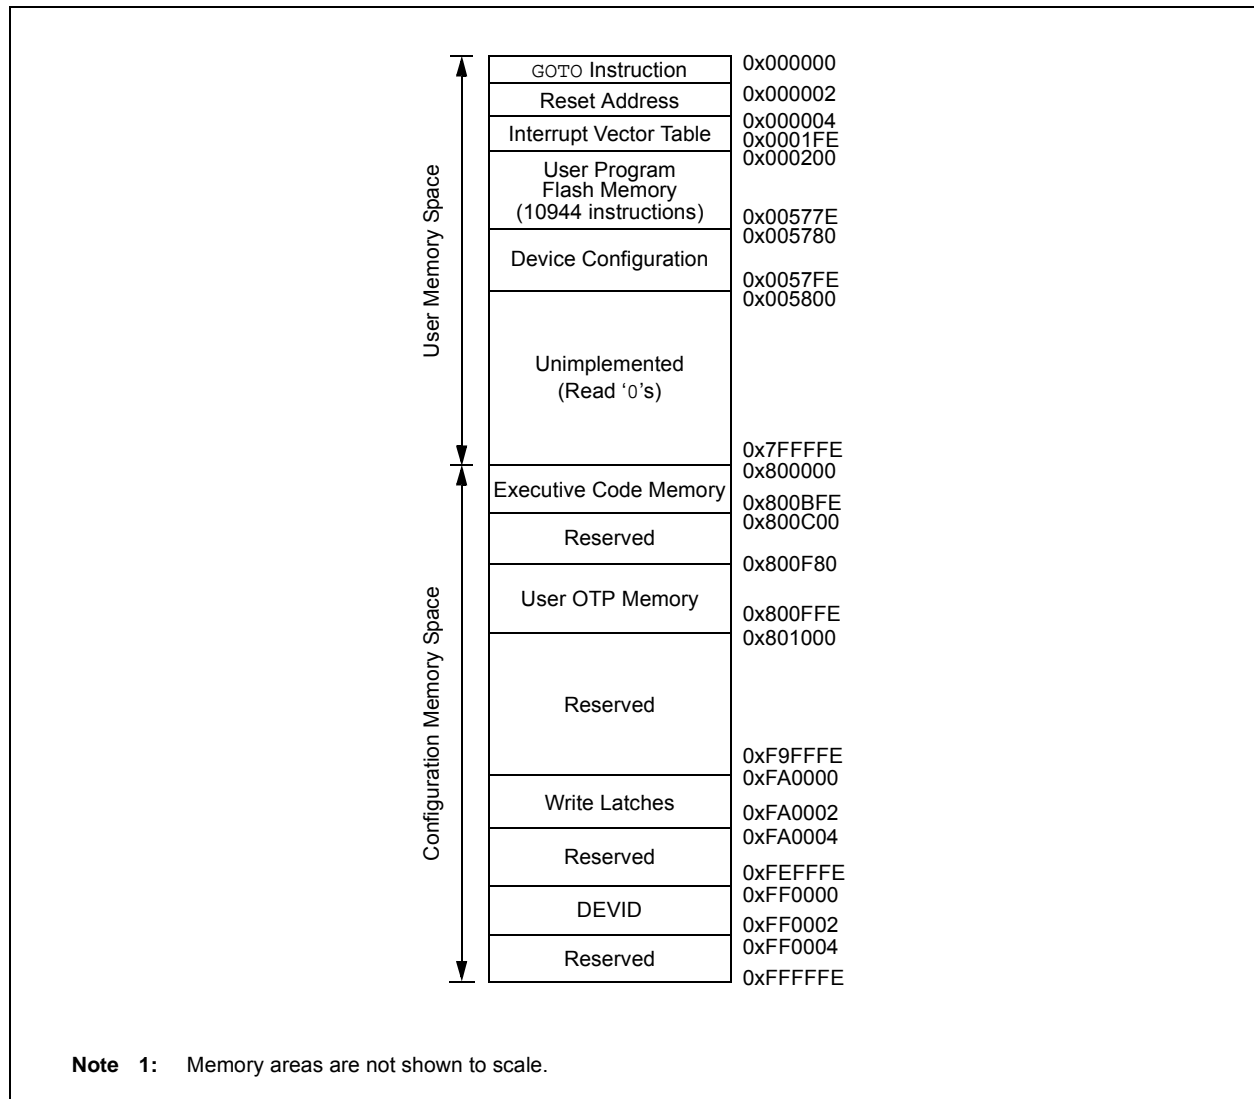 GOTO Instruction
0x000000
Reset Address
0x000002
Interrupt Vector Table
0x000004
0x0001FE
User Program
Flash Memory
(10944 instructions)
0x000200
0x00577E
Device Configuration
0x005780
0x0057FE
Unimplemented
(Read ‘0’s)
0x005800
0x7FFFFE
User Memory Space
Executive Code Memory
0x800000
0x800BFE
Reserved
0x800C00
User OTP Memory
0x800F80
0x800FFE
Reserved
0x801000
0xF9FFFE
Write Latches
0xFA0000
0xFA0002
Reserved
0xFA0004
0xFEFFFE
DEVID
0xFF0000
0xFF0002
Reserved
0xFF0004
0xFFFFFE
Configuration Memory Space
Note 1: Memory areas are not shown to scale.